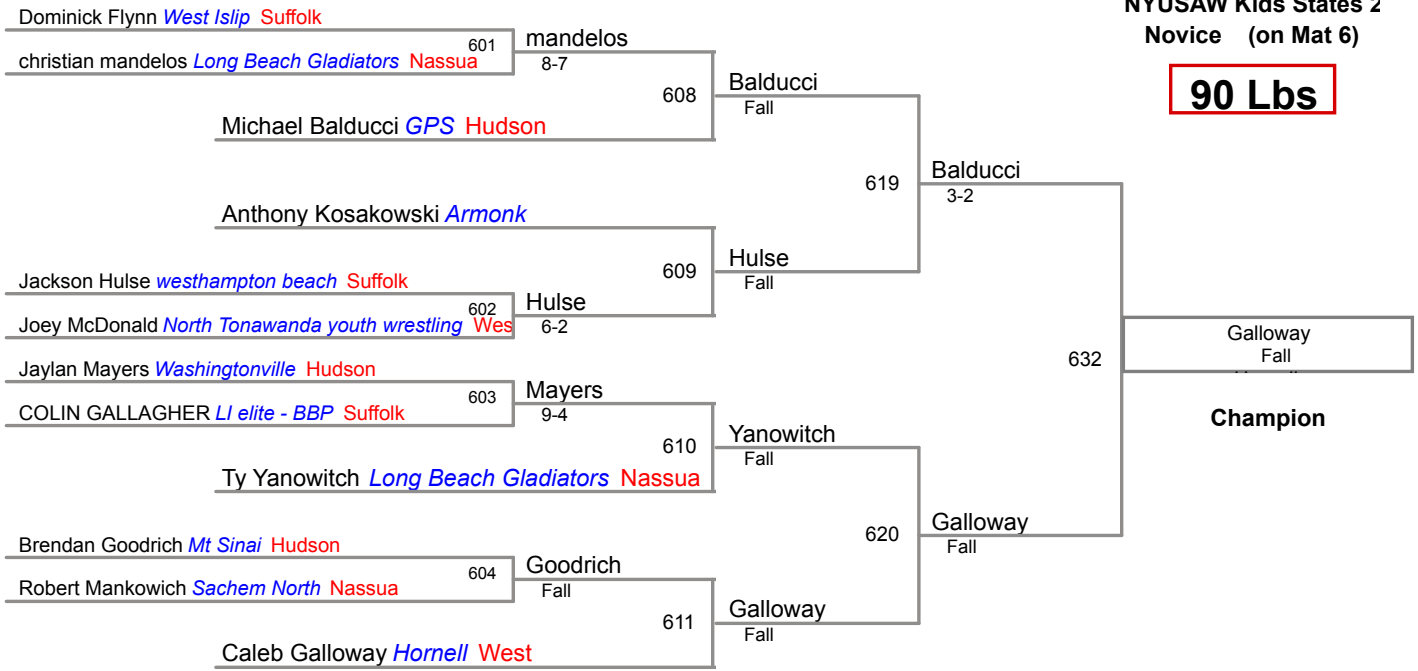 NYUSAW Kids States 2
Novice (on Mat 6)
90 Lbs
Dominick Flynn West Islip Suffolk
601
mandelos
christian mandelos Long Beach Gladiators Nassua
8-7
608
Balducci
Fall
Michael Balducci GPS Hudson
619
Balducci
3-2
Anthony Kosakowski Armonk
609
Hulse
Fall
Jackson Hulse westhampton beach Suffolk
602
Hulse
Joey McDonald North Tonawanda youth wrestling Wes
6-2
632
Galloway
Fall
Champion
Jaylan Mayers Washingtonville Hudson
603
Mayers
COLIN GALLAGHER LI elite - BBP Suffolk
9-4
610
Yanowitch
Fall
Ty Yanowitch Long Beach Gladiators Nassua
620
Galloway
Fall
Brendan Goodrich Mt Sinai Hudson
604
Goodrich
Robert Mankowich Sachem North Nassua
Fall
611
Galloway
Fall
Caleb Galloway Hornell West